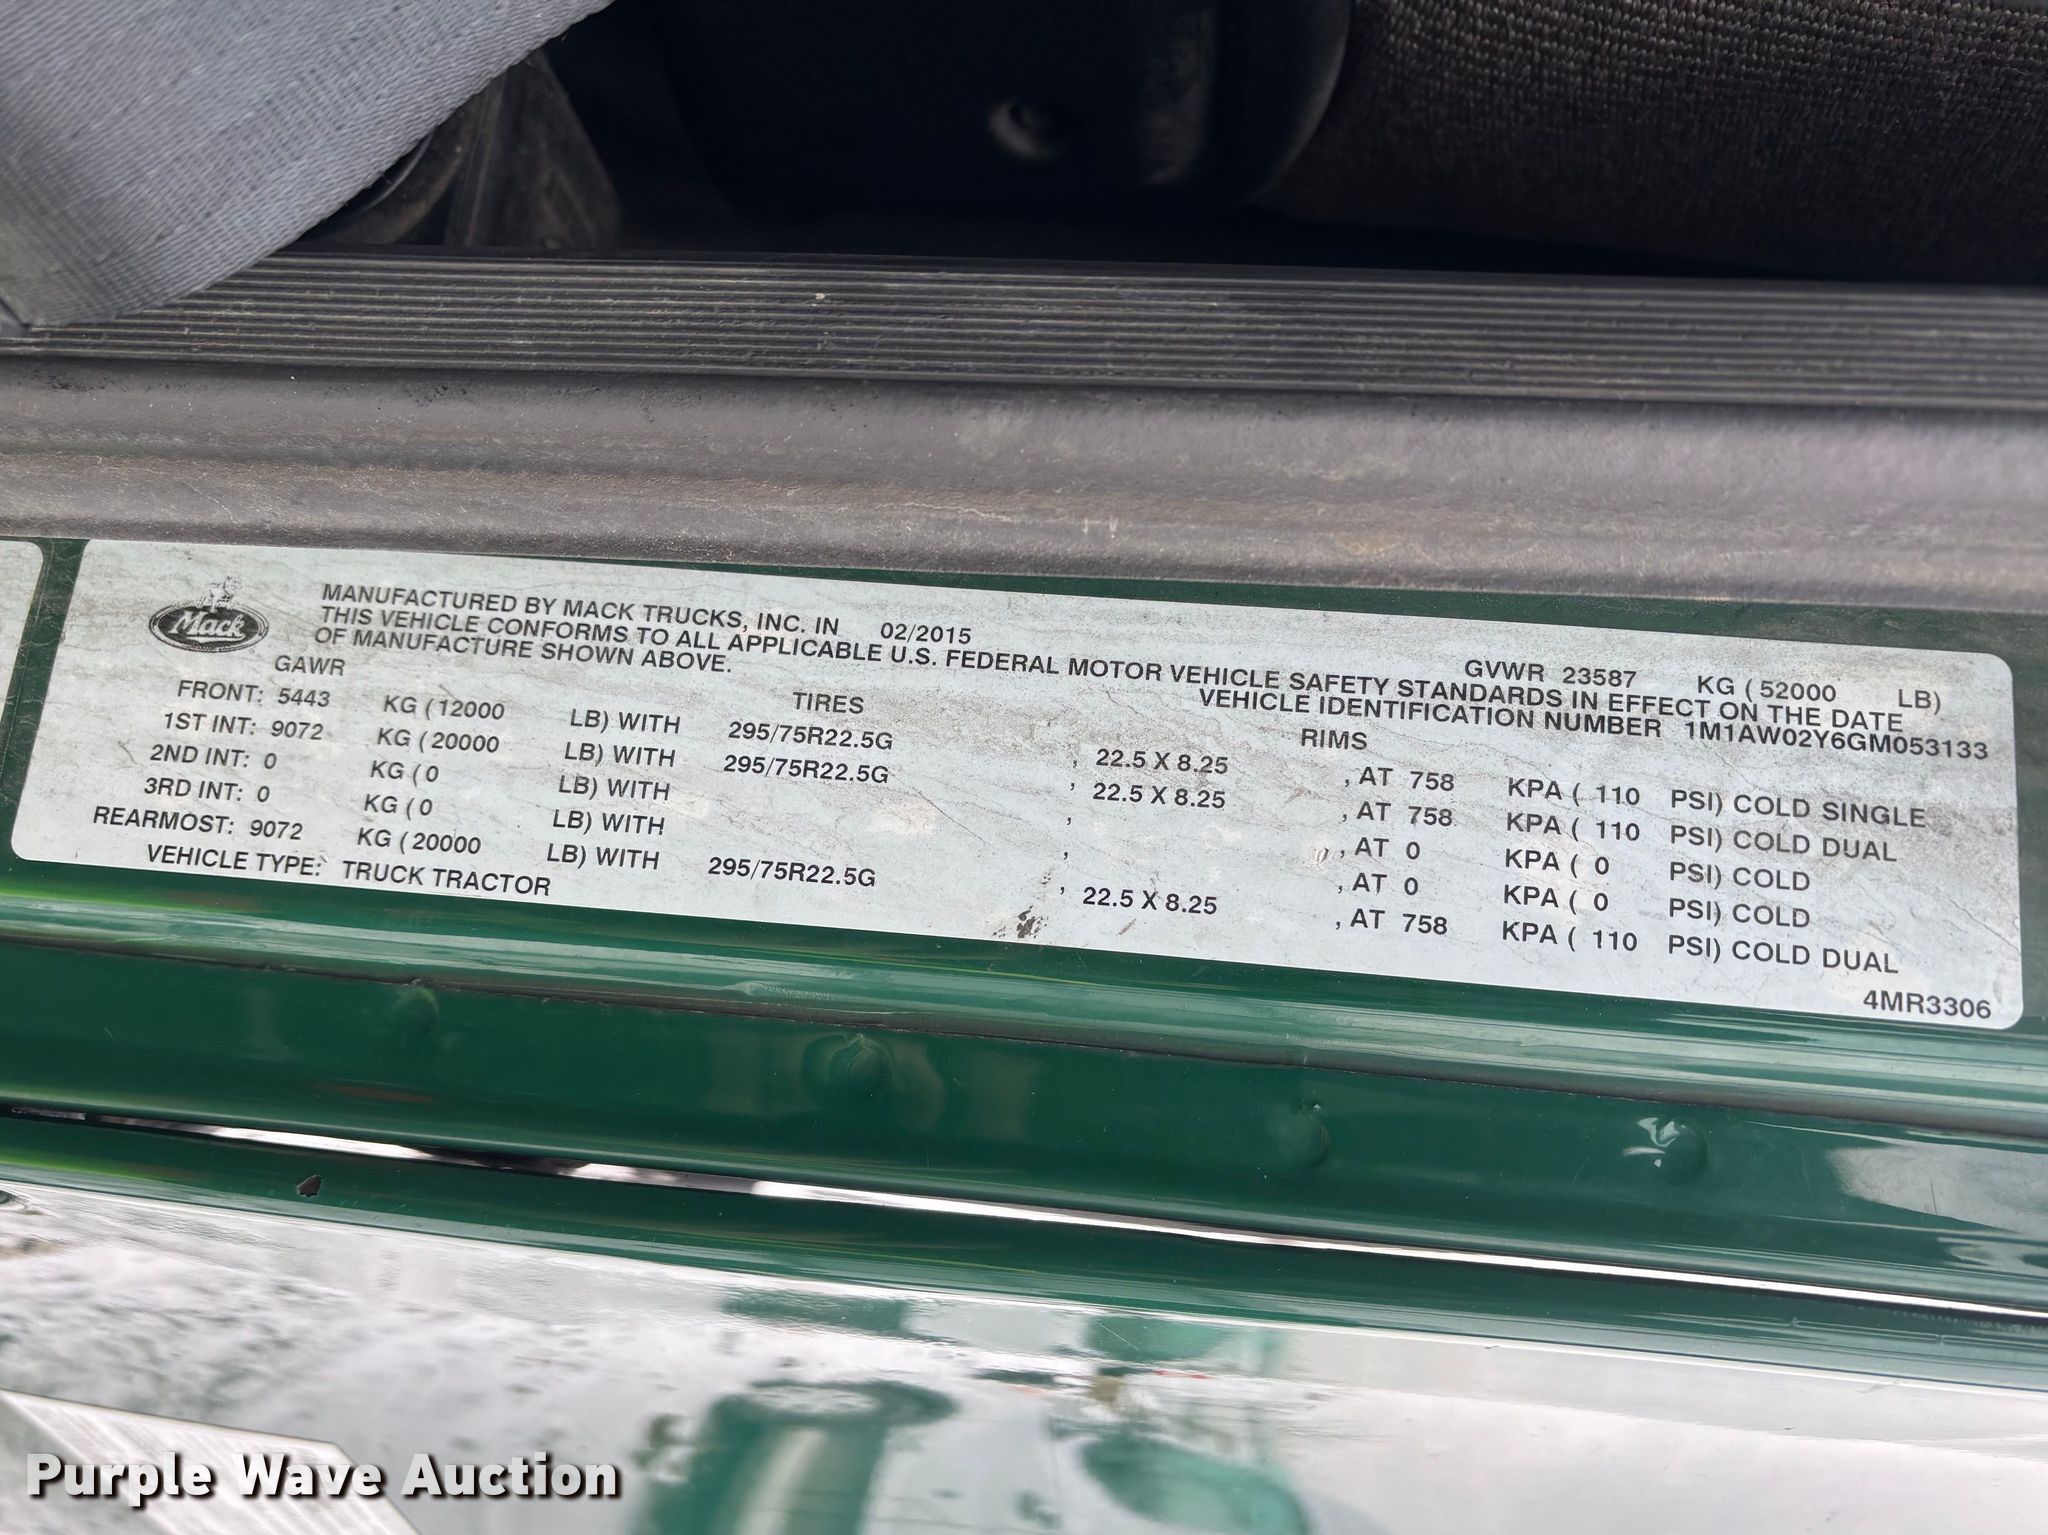 Mack
MANUFACTURED BY MACK TRUCKS, INC. IN 02/2015 GVWR 23587 KG ( 52000 LB)
THIS VEHICLE CONFORMS TO ALL APPLICABLE U.S. FEDERAL MOTOR VEHICLE SAFETY STANDARDS IN EFFECT ON THE DATE
OF MANUFACTURE SHOWN ABOVE. VEHICLE IDENTIFICATION NUMBER 1M1AW02Y6GM053133
GAWR TIRES RIMS
FRONT: 5443 KG ( 12000 LB) WITH 295/75R22.5G , 22.5 X 8.25 , AT 758 KPA ( 110 PSI) COLD SINGLE
1ST INT: 9072 KG ( 20000 LB) WITH 295/75R22.5G , 22.5 X 8.25 , AT 758 KPA ( 110 PSI) COLD DUAL
2ND INT: 0 KG ( 0 LB) WITH , , AT 0 KPA ( 0 PSI) COLD
3RD INT: 0 KG ( 0 LB) WITH , , AT 0 KPA ( 0 PSI) COLD
REARMOST: 9072 KG ( 20000 LB) WITH 295/75R22.5G , 22.5 X 8.25 , AT 758 KPA ( 110 PSI) COLD DUAL
VEHICLE TYPE: TRUCK TRACTOR
4MR3306
Purple Wave Auction